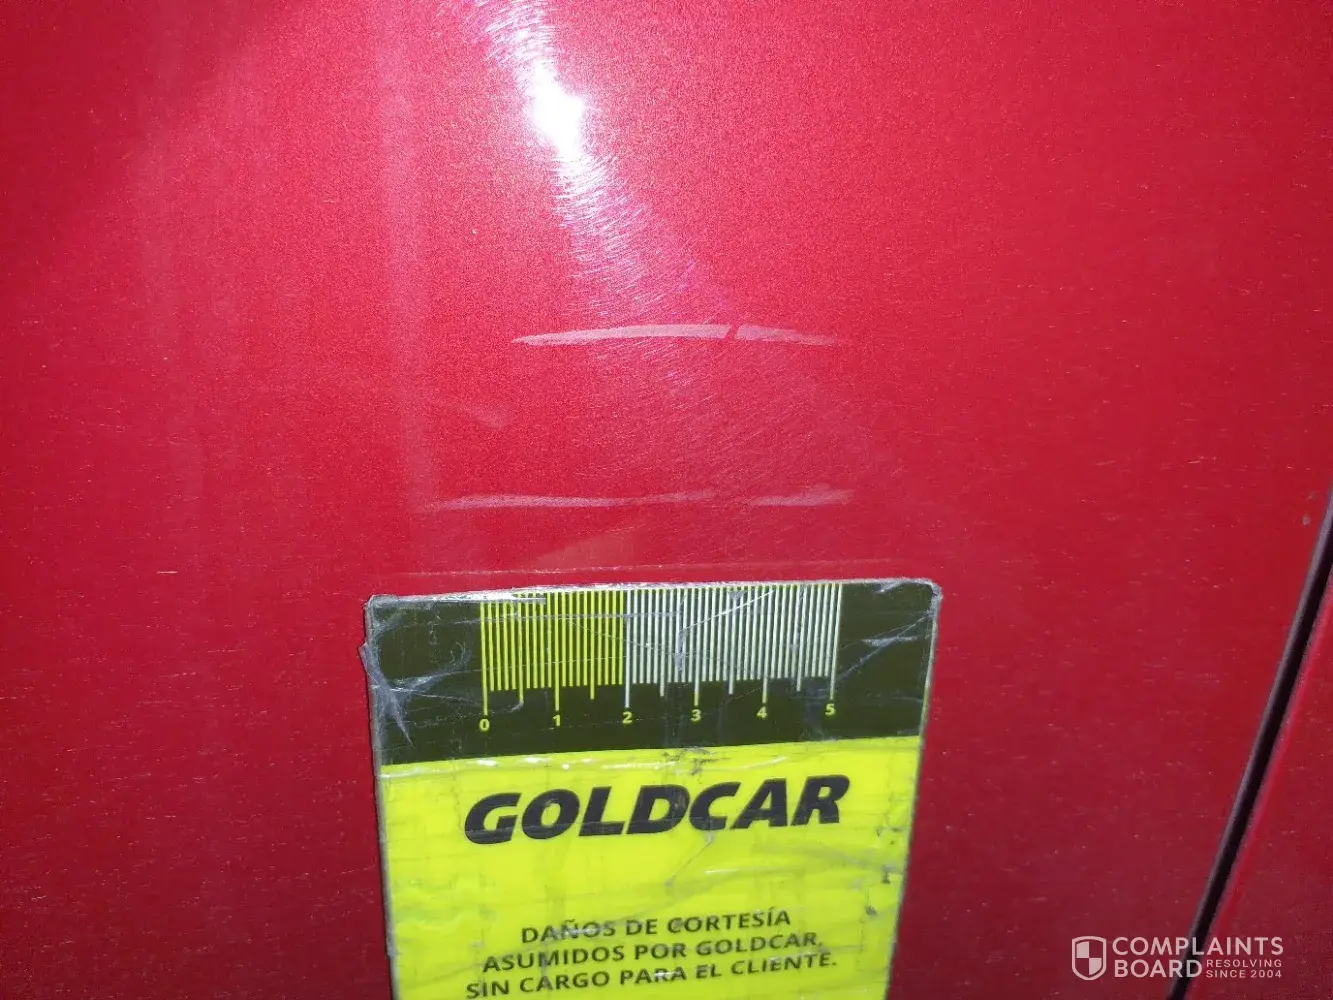 0 1 2 3 4 5
GOLDCAR
DAÑOS DE CORTESÍA
ASUMIDOS POR GOLDCAR,
SIN CARGO PARA EL CLIENTE.
COMPLAINTS
BOARD RESOLVING
SINCE 2004